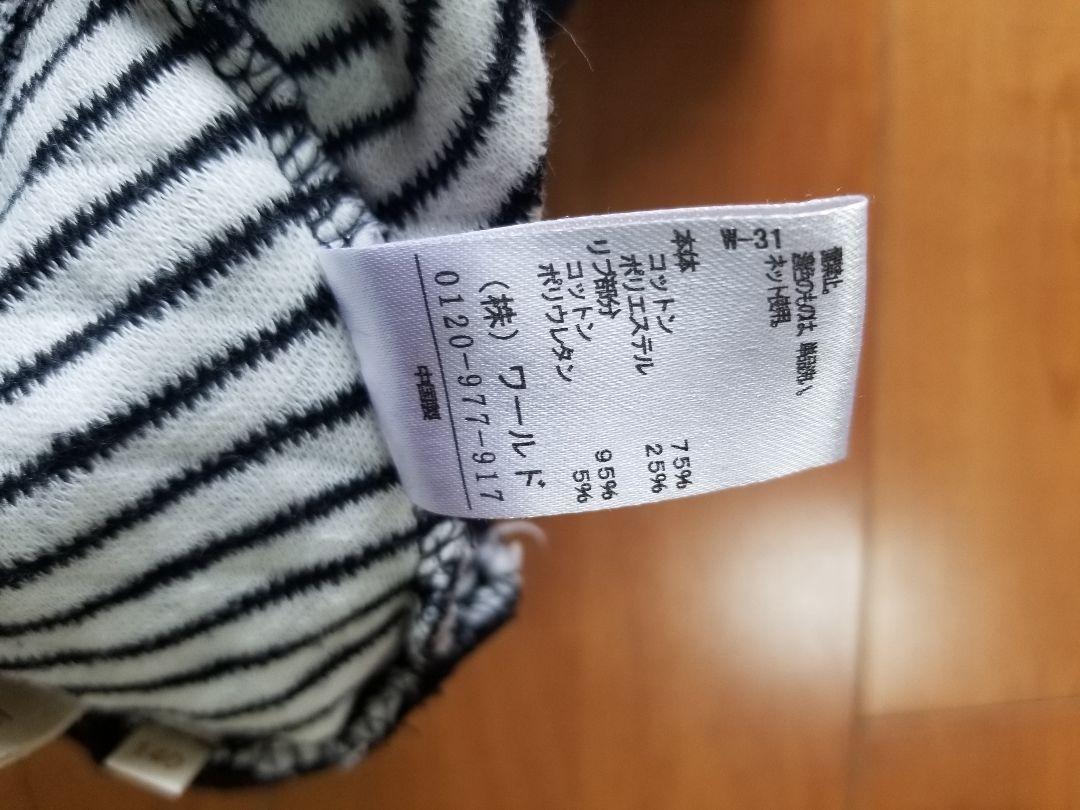 濃色のものは 単品洗い。
ネット使用。
W-31
本体
コットン 75%
ポリエステル 25%
リブ部分
コットン 95%
ポリウレタン 5%
(株) ワールド
0120-977-917
中国製